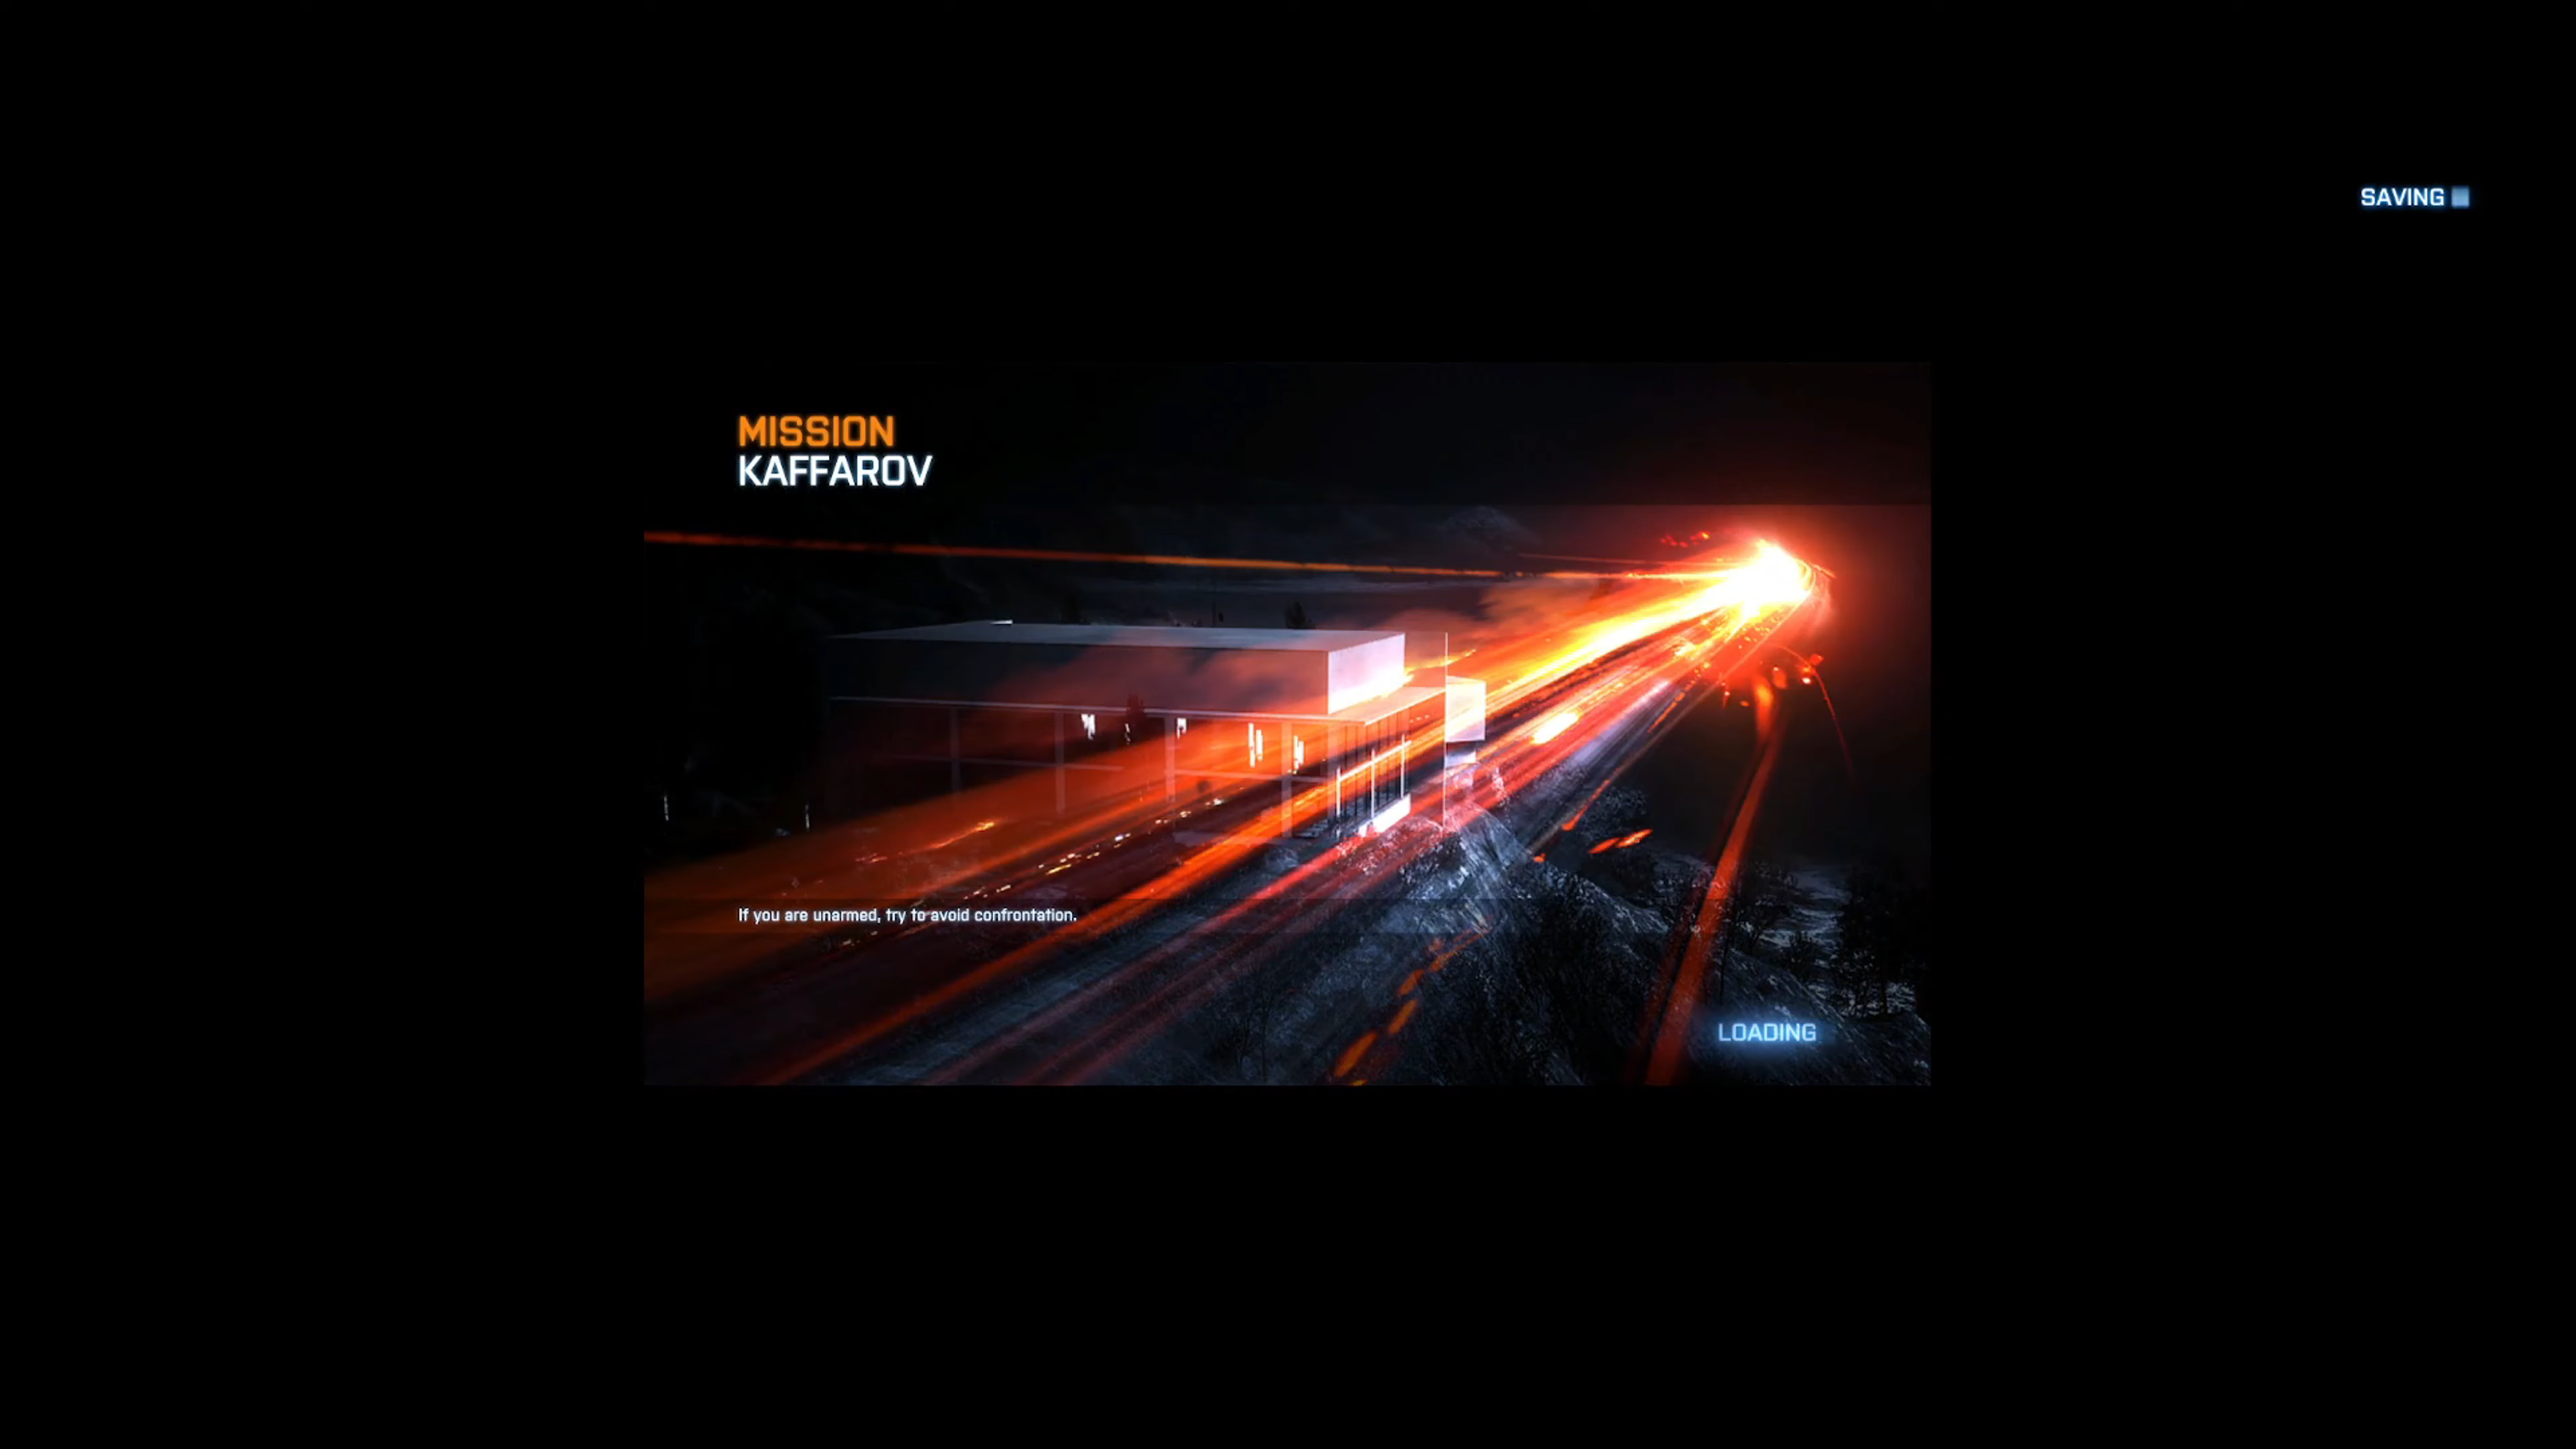 SAVING
MISSION
KAFFAROV
If you are unarmed, try to avoid confrontation.
LOADING